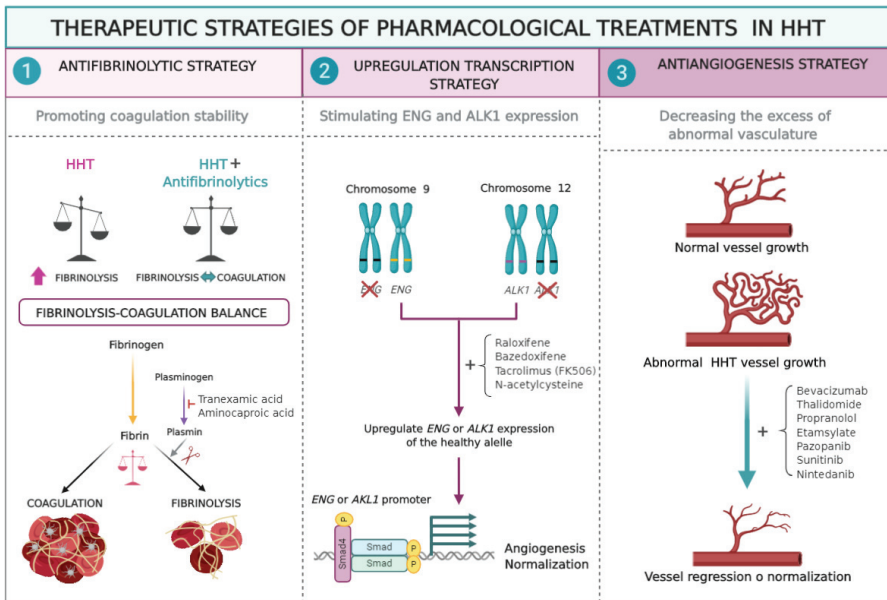 THERAPEUTIC STRATEGIES OF PHARMACOLOGICAL TREATMENTS IN HHT
1
ANTIFIBRINOLYTIC STRATEGY
Promoting coagulation stability
HHT
HHT +
Antifibrinolytics
FIBRINOLYSIS
FIBRINOLYSIS COAGULATION
FIBRINOLYSIS-COAGULATION BALANCE
Fibrinogen
Plasminogen
Tranexamic acid
Aminocaproic acid
Fibrin
Plasmin
COAGULATION
FIBRINOLYSIS
2
UPREGULATION TRANSCRIPTION
STRATEGY
Stimulating ENG and ALK1 expression
Chromosome 9
Chromosome 12
ENG ENG
ALK1 ALK1
+
Raloxifene
Bazedoxifene
Tacrolimus (FK506)
N-acetylcysteine
Upregulate ENG or ALK1 expression
of the healthy alelle
ENG or AKL1 promoter
P
Smad4
Smad P
Smad P
Angiogenesis
Normalization
3
ANTIANGIOGENESIS STRATEGY
Decreasing the excess of
abnormal vasculature
Normal vessel growth
Abnormal HHT vessel growth
+
Bevacizumab
Thalidomide
Propranolol
Etamsylate
Pazopanib
Sunitinib
Nintedanib
Vessel regression o normalization